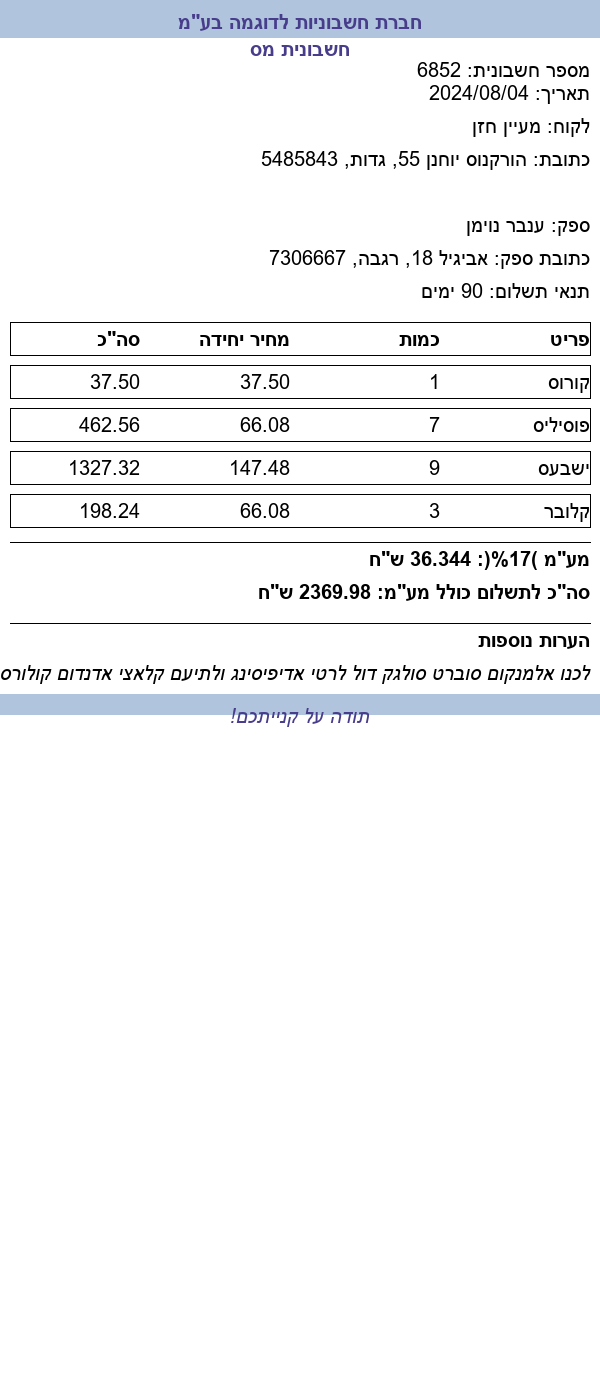 חברת חשבוניות לדוגמה בע"מ
חשבונית מס
מספר חשבונית: 6852
תאריך: 2024/08/04
לקוח: מעיין חזן
כתובת: הורקנוס יוחנן 55, גדות, 5485843
ספק: ענבר נוימן
כתובת ספק: אביגיל 18, רגבה, 7306667
תנאי תשלום: 90 ימים
פריט כמות מחיר יחידה סה"כ
קורוס 1 37.50 37.50
פוסיליס 7 66.08 462.56
ישבעס 9 147.48 1327.32
קלובר 3 66.08 198.24
מע"מ )17%(: 36.344 ש"ח
סה"כ לתשלום כולל מע"מ: 2369.98 ש"ח
הערות נוספות
לכנו אלמנקום סוברט סולגק דול לרטי אדיפיסינג ולתיעם קלאצי אדנדום קולורס
תודה על קנייתכם!